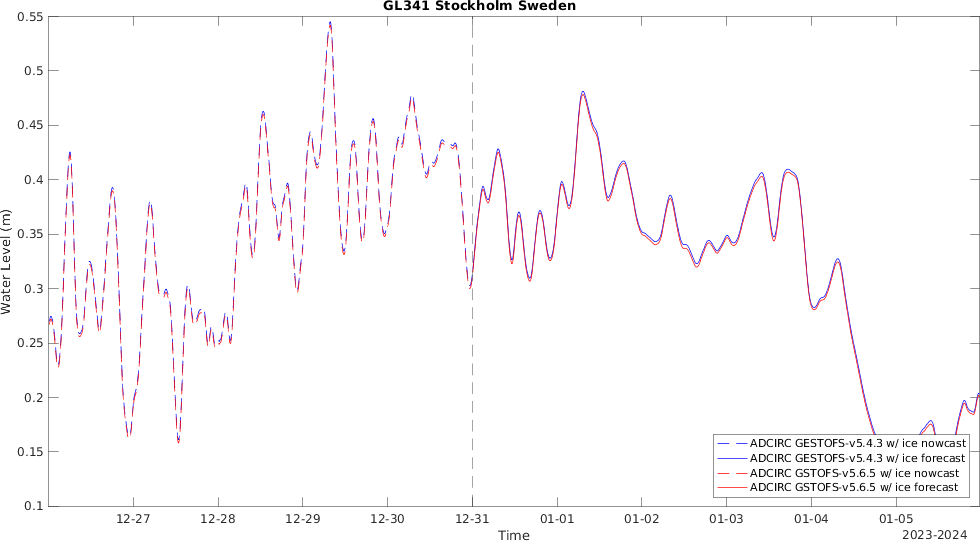 GL341 Stockholm Sweden
0.55
0.5
0.45
0.4
0.35
0.3
0.25
0.2
0.15
0.1
Water Level (m)
ADCIRC GESTOFS-v5.4.3 w/ ice nowcast
ADCIRC GESTOFS-v5.4.3 w/ ice forecast
ADCIRC GSTOFS-v5.6.5 w/ ice nowcast
ADCIRC GSTOFS-v5.6.5 w/ ice forecast
12-27 12-28 12-29 12-30 12-31 01-01 01-02 01-03 01-04 01-05
Time
2023-2024